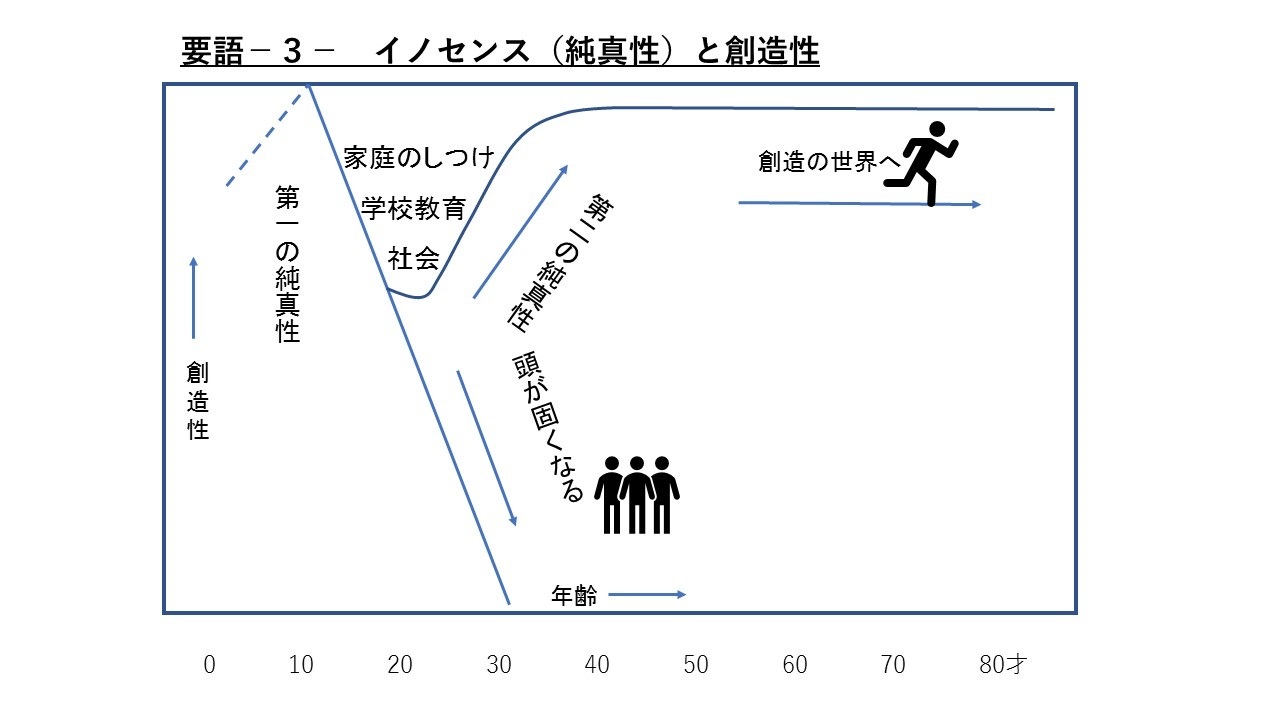 要語－３－　イノセンス（純真性）と創造性
家庭のしつけ
学校教育
社会
第一の純真性
創造性
第二の純真性
頭が固くなる
創造の世界へ
年齢
0 10 20 30 40 50 60 70 80才